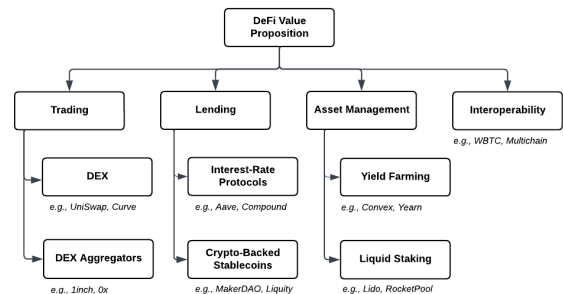 DeFi Value
Proposition
Trading
Lending
Asset Management
Interoperability
e.g., WBTC, Multichain
DEX
e.g., UniSwap, Curve
Interest-Rate
Protocols
e.g., Aave, Compound
Yield Farming
e.g., Convex, Yearn
DEX Aggregators
e.g., 1inch, 0x
Crypto-Backed
Stablecoins
e.g., MakerDAO, Liquity
Liquid Staking
e.g., Lido, RocketPool